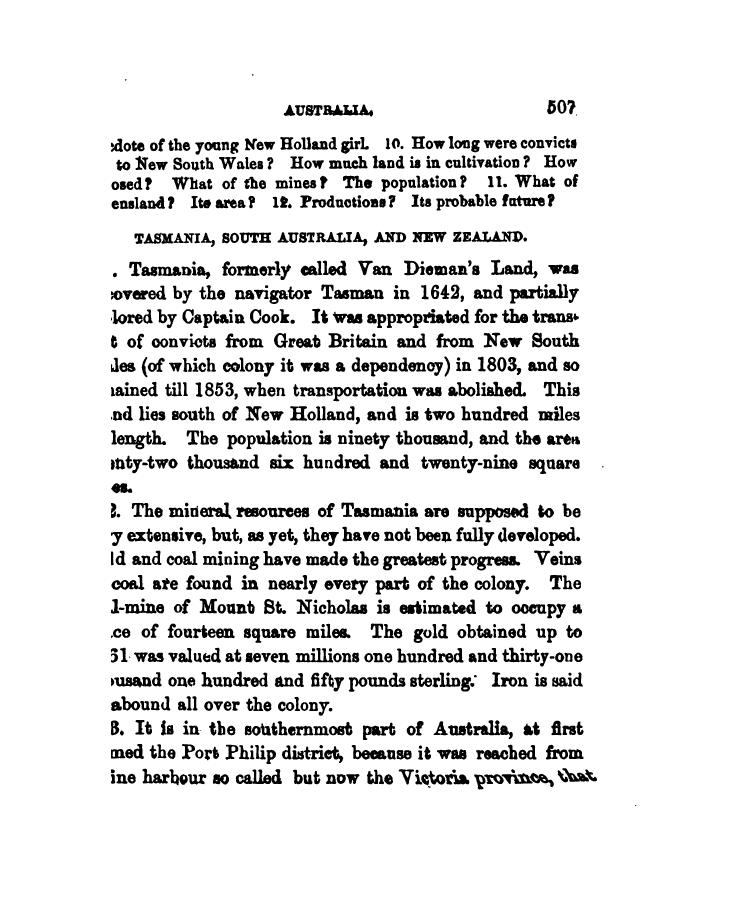 AUSTRALIA. 507
dote of the young New Holland girl. 10. How long were convicts
to New South Wales? How much land is in cultivation? How
osed? What of the mines? The population? 11. What of
ensland? Its area? 12. Productions? Its probable future?
TASMANIA, SOUTH AUSTRALIA, AND NEW ZEALAND.
. Tasmania, formerly called Van Dieman's Land, was
overed by the navigator Tasman in 1642, and partially
lored by Captain Cook. It was appropriated for the trans-
t of convicts from Great Britain and from New South
les (of which colony it was a dependency) in 1803, and so
ained till 1853, when transportation was abolished. This
nd lies south of New Holland, and is two hundred miles
length. The population is ninety thousand, and the area
nty-two thousand six hundred and twenty-nine square
es.
2. The mineral resources of Tasmania are supposed to be
y extensive, but, as yet, they have not been fully developed.
ld and coal mining have made the greatest progress. Veins
coal are found in nearly every part of the colony. The
l-mine of Mount St. Nicholas is estimated to occupy a
ce of fourteen square miles. The gold obtained up to
31 was valued at seven millions one hundred and thirty-one
usand one hundred and fifty pounds sterling. Iron is said
abound all over the colony.
3. It is in the southernmost part of Australia, at first
med the Port Philip district, because it was reached from
ine harbour so called but now the Victoria province, that